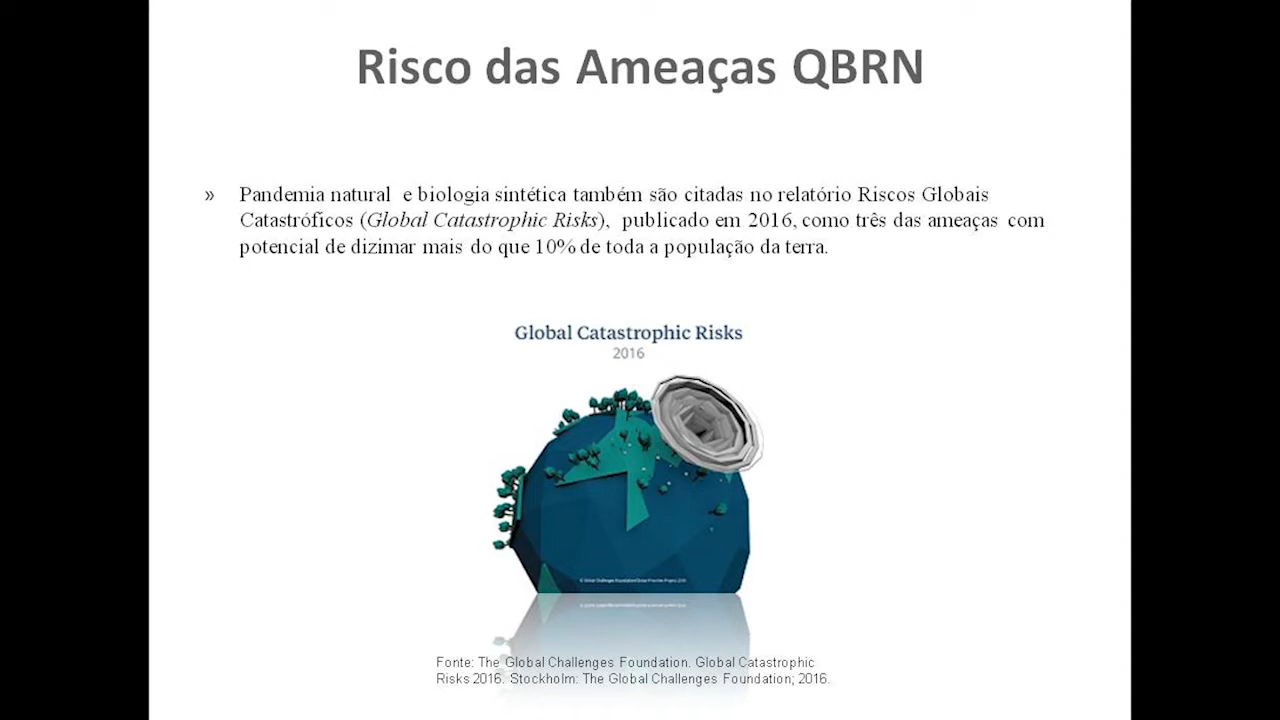 Risco das Ameaças QBRN
» Pandemia natural e biologia sintética também são citadas no relatório Riscos Globais
Catastróficos (Global Catastrophic Risks), publicado em 2016, como três das ameaças com
potencial de dizimar mais do que 10% de toda a população da terra.
Global Catastrophic Risks
2016
Fonte: The Global Challenges Foundation. Global Catastrophic
Risks 2016. Stockholm: The Global Challenges Foundation; 2016.